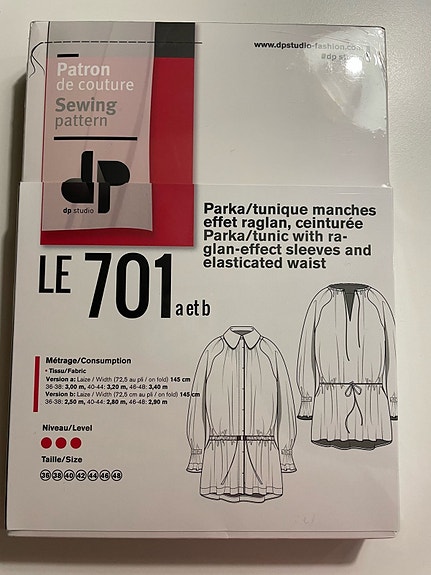 www.dpstudio-fashion.com
#dp
Patron
de couture
Sewing
pattern
dp
dp studio
Parka/tunique manches
effet raglan, ceinturée
Parka/tunic with ra-
glan-effect sleeves and
elasticated waist
LE 701 a et b
Métrage/Consumption
• Tissu/Fabric
Version a: Laize / Width (72,5 au pli / on fold) 145 cm
36-38: 3,00 m, 40-44: 3,20 m, 46-48: 3,40 m
Version b: Laize / Width (72,5 cm au pli / on fold) 145 cm
36-38: 2,50 m, 40-44: 2,80 m, 46-48: 2,90 m
Niveau/Level
Taille/Size
36 38 40 42 44 46 48